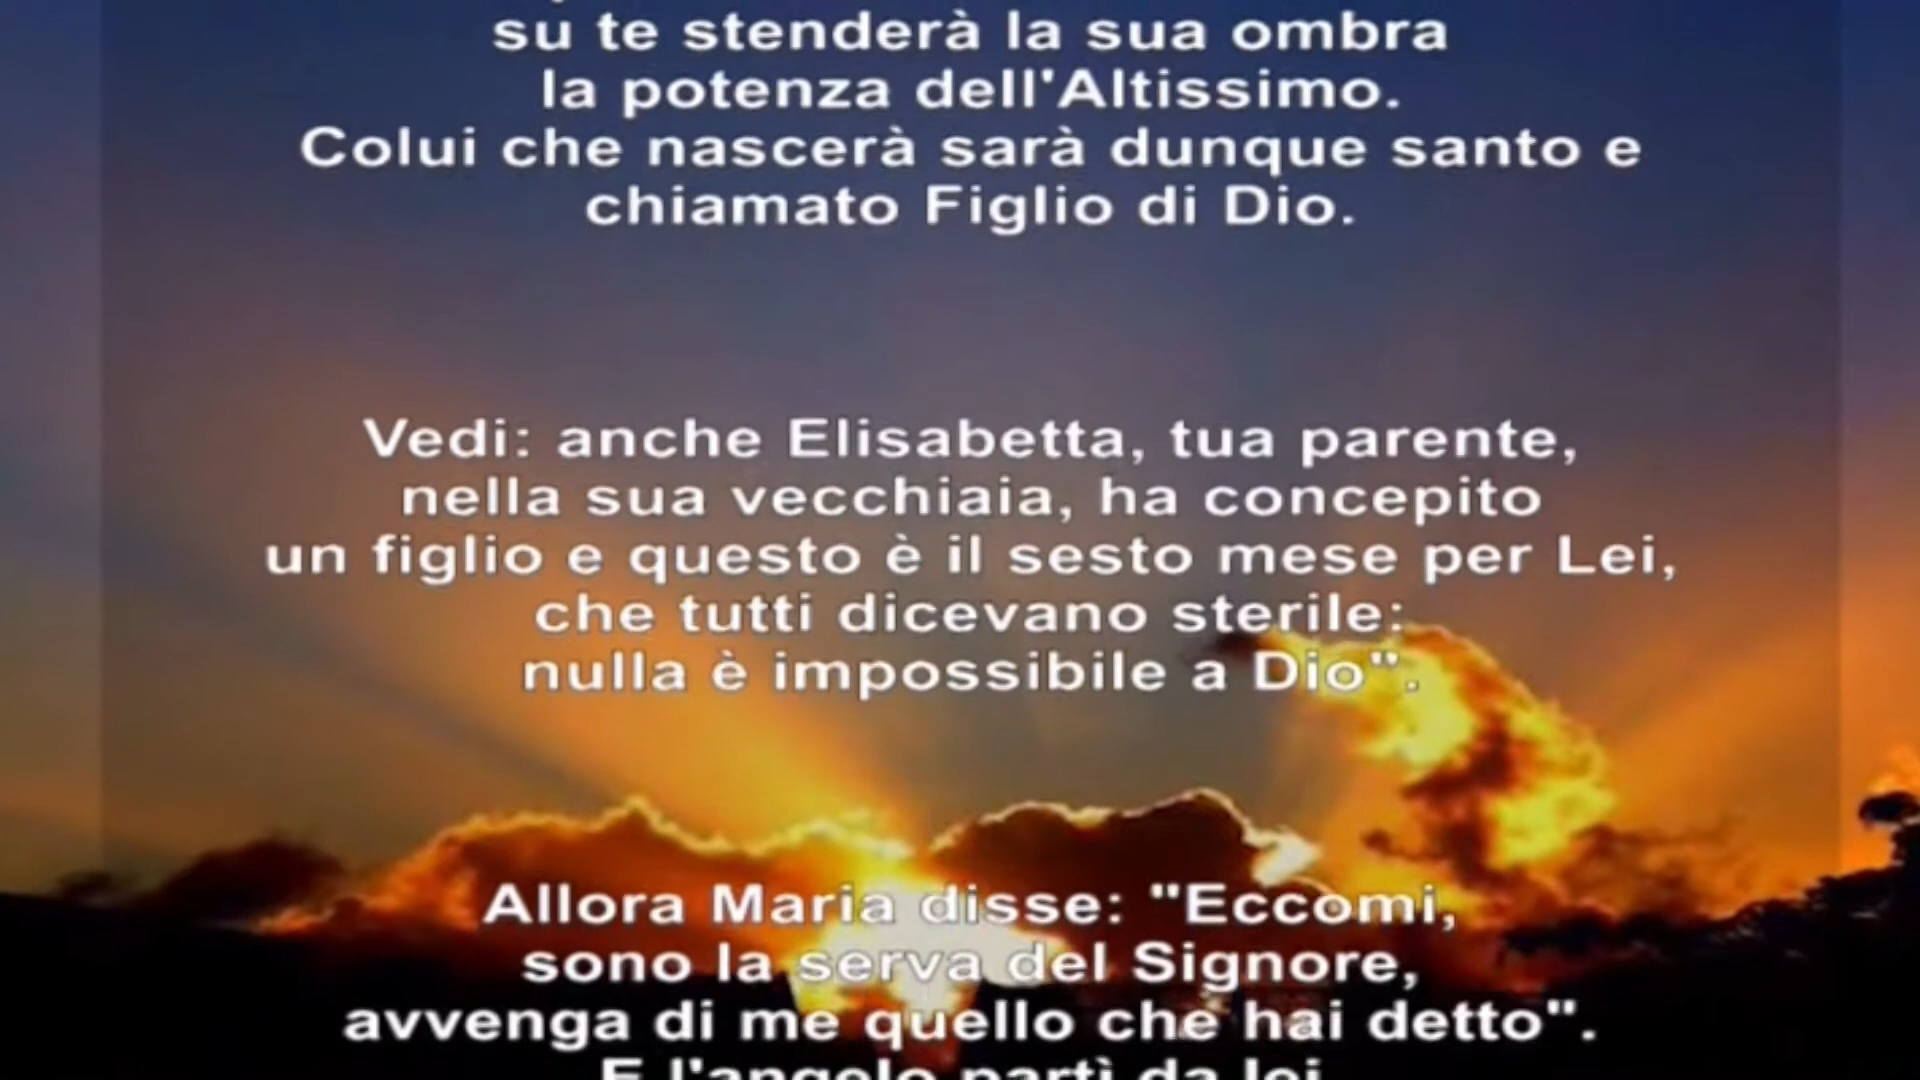 su te stenderà la sua ombra
la potenza dell'Altissimo.
Colui che nascerà sarà dunque santo e
chiamato Figlio di Dio.
Vedi: anche Elisabetta, tua parente,
nella sua vecchiaia, ha concepito
un figlio e questo è il sesto mese per Lei,
che tutti dicevano sterile:
nulla è impossibile a Dio".
Allora Maria disse: "Eccomi,
sono la serva del Signore,
avvenga di me quello che hai detto".
E l'angelo partì da lei